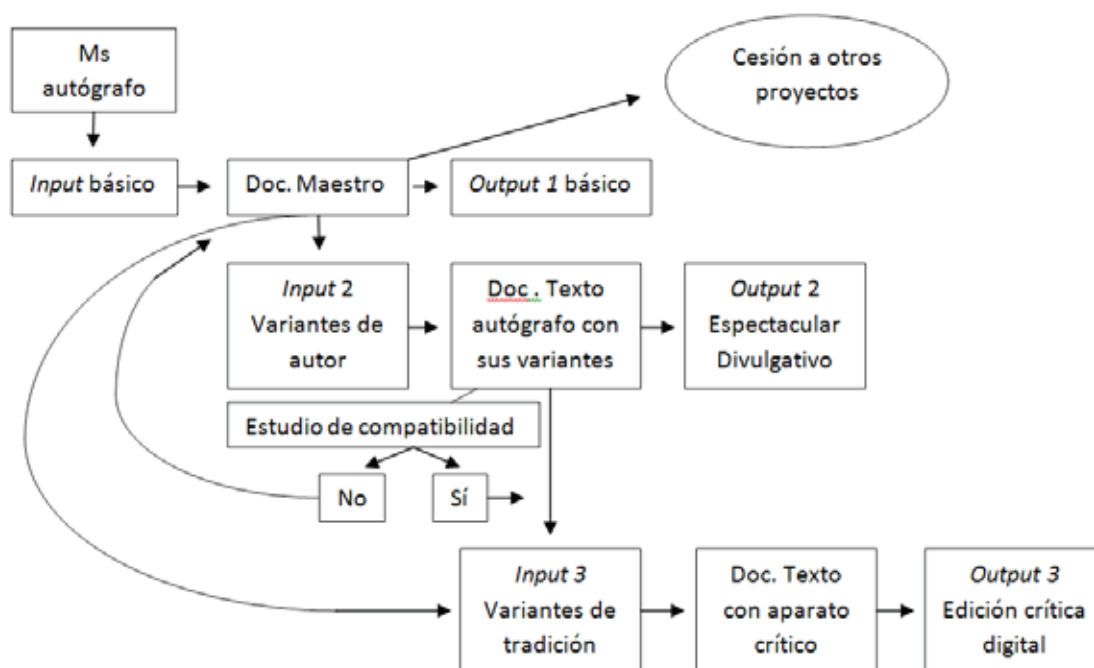 Ms
autógrafo
Cesión a otros
proyectos
Input básico
Doc. Maestro
Output 1 básico
Input 2
Variantes de
autor
Doc . Texto
autógrafo con
sus variantes
Output 2
Espectacular
Divulgativo
Estudio de compatibilidad
No
Sí
Input 3
Variantes de
tradición
Doc. Texto
con aparato
crítico
Output 3
Edición crítica
digital